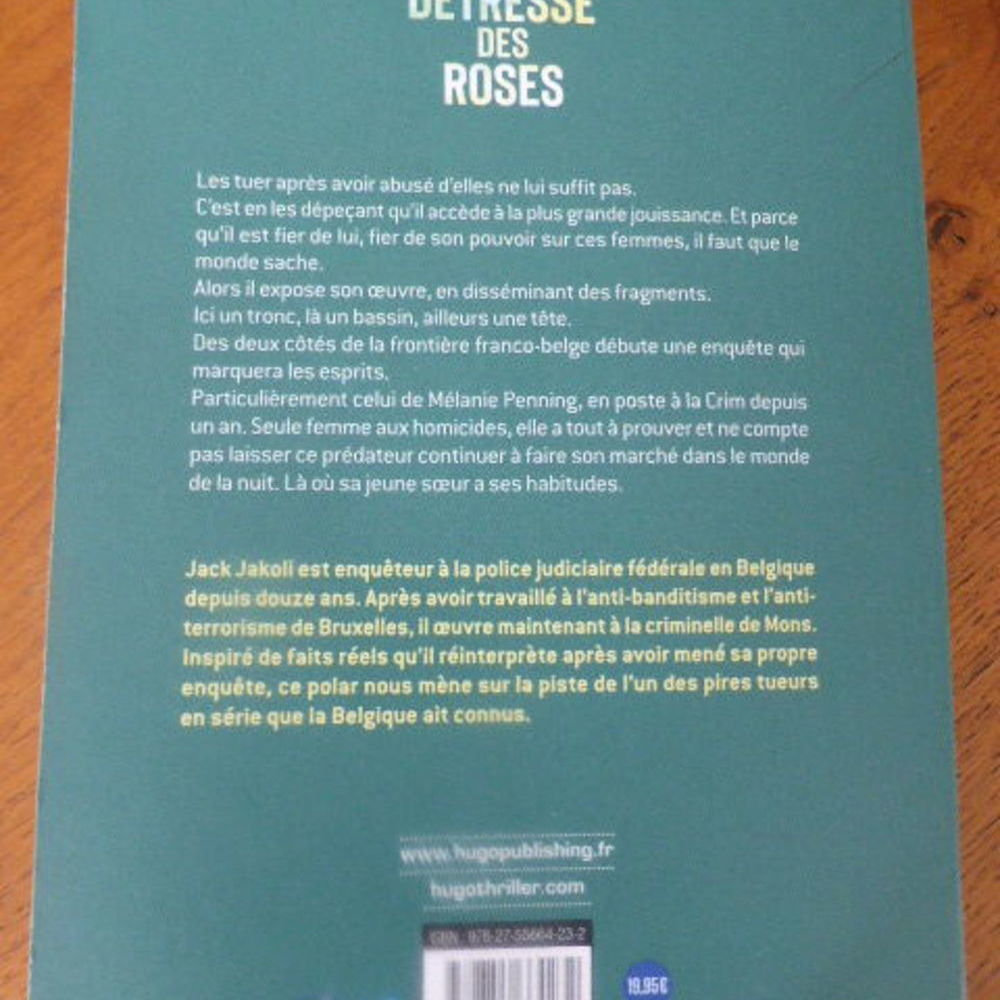 DÉTRESSE
DES
ROSES
Les tuer après avoir abusé d'elles ne lui suffit pas.
C'est en les dépeçant qu'il accède à la plus grande jouissance. Et parce
qu'il est fier de lui, fier de son pouvoir sur ces femmes, il faut que le
monde sache.
Alors il expose son œuvre, en disséminant des fragments.
Ici un tronc, là un bassin, ailleurs une tête.
Des deux côtés de la frontière franco-belge débute une enquête qui
marquera les esprits.
Particulièrement celui de Mélanie Penning, en poste à la Crim depuis
un an. Seule femme aux homicides, elle a tout à prouver et ne compte
pas laisser ce prédateur continuer à faire son marché dans le monde
de la nuit. Là où sa jeune sœur a ses habitudes.
Jack Jakoli est enquêteur à la police judiciaire fédérale en Belgique
depuis douze ans. Après avoir travaillé à l'anti-banditisme et l'anti-
terrorisme de Bruxelles, il œuvre maintenant à la criminelle de Mons.
Inspiré de faits réels qu'il réinterprète après avoir mené sa propre
enquête, ce polar nous mène sur la piste de l'un des pires tueurs
en série que la Belgique ait connus.
www.hugopublishing.fr
hugothriller.com
ISBN 978-27-55664-23-2
19,95€